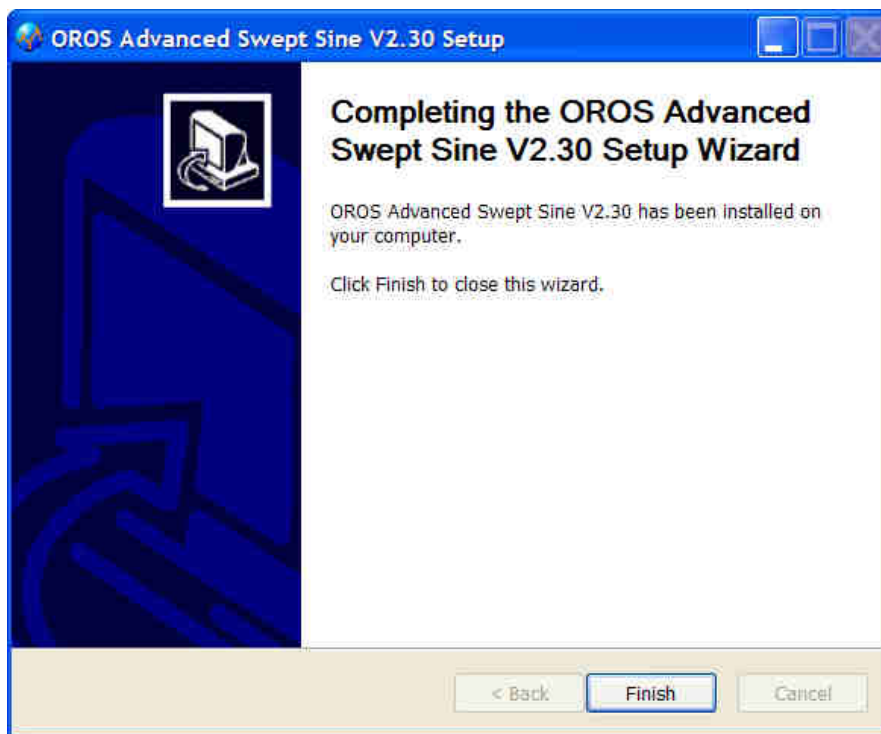 OROS Advanced Swept Sine V2.30 Setup
Completing the OROS Advanced
Swept Sine V2.30 Setup Wizard
OROS Advanced Swept Sine V2.30 has been installed on
your computer.
Click Finish to close this wizard.
< Back Finish Cancel